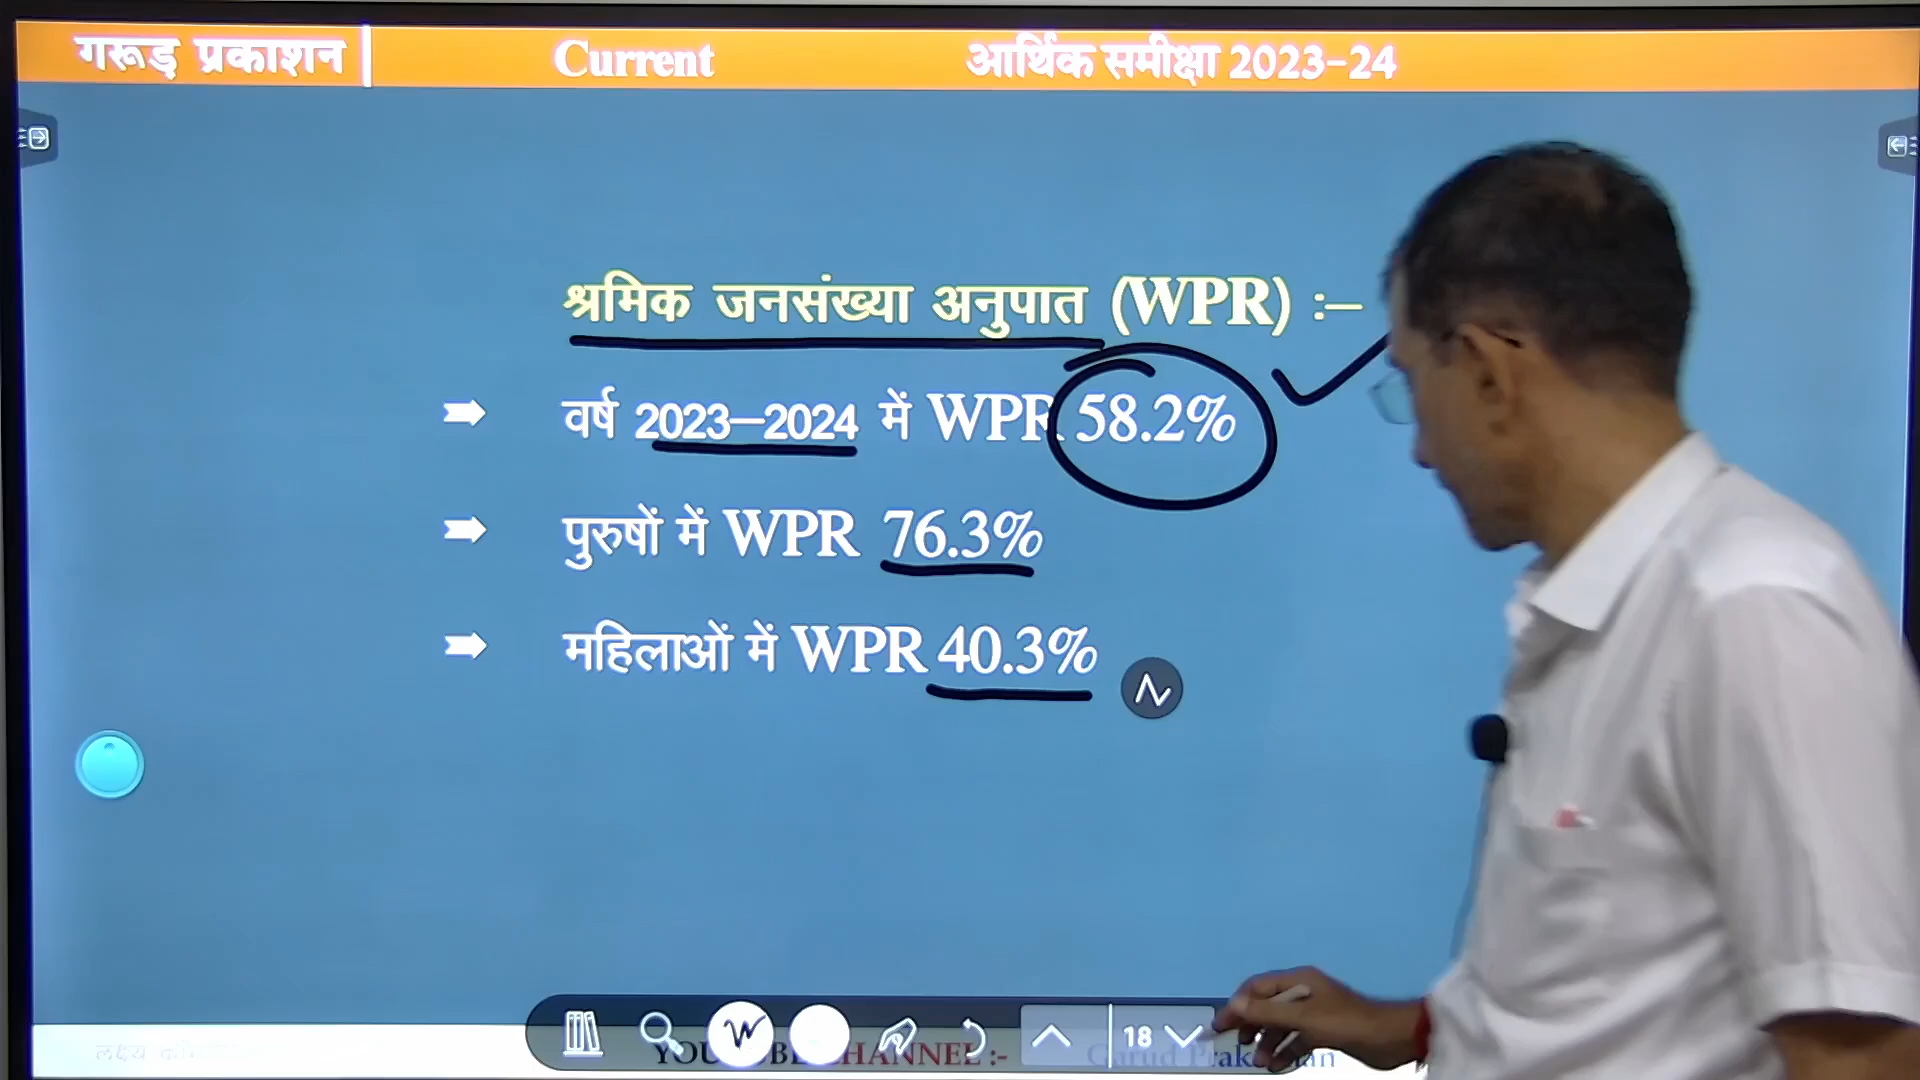 गरूड़ प्रकाशन Current आर्थिक समीक्षा 2023-24
श्रमिक जनसंख्या अनुपात (WPR) :-
वर्ष 2023-2024 में WPR 58.2%
पुरुषों में WPR 76.3%
महिलाओं में WPR 40.3%
18
CHANNEL :-